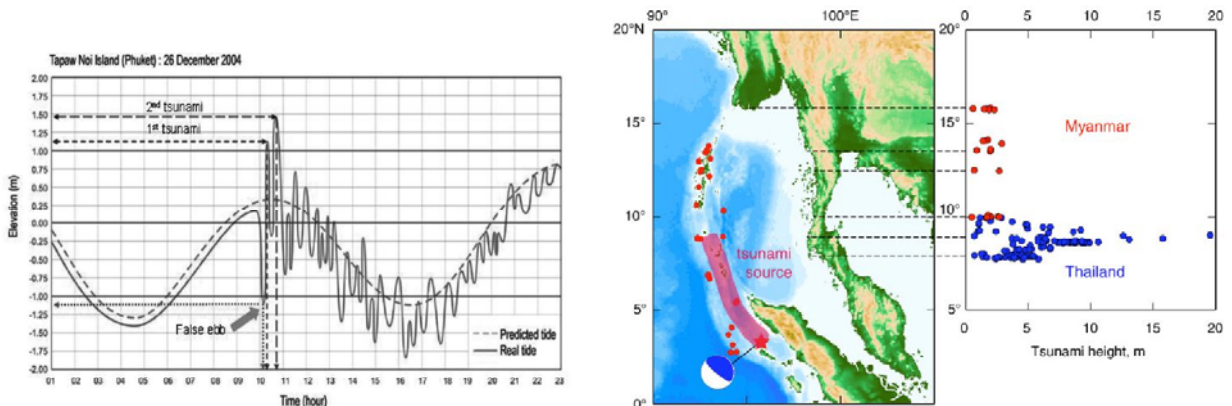 Tapaw Noi Island (Phuket) : 26 December 2004
Elevation (m)
2.00
1.75
1.50
1.25
1.00
0.75
0.50
0.25
0.00
-0.25
-0.50
-0.75
-1.00
-1.25
-1.50
-1.75
-2.00
2nd tsunami
1st tsunami
False ebb
Predicted tide
Real tide
01 02 03 04 05 06 07 08 09 10 11 12 13 14 15 16 17 18 19 20 21 22 23
Time (hour)
90° 100°E
20°N
15°
10°
5°
tsunami
source
0 5 10 15 20
20°
15°
10°
5°
Myanmar
Thailand
0 5 10 15 20
Tsunami height, m